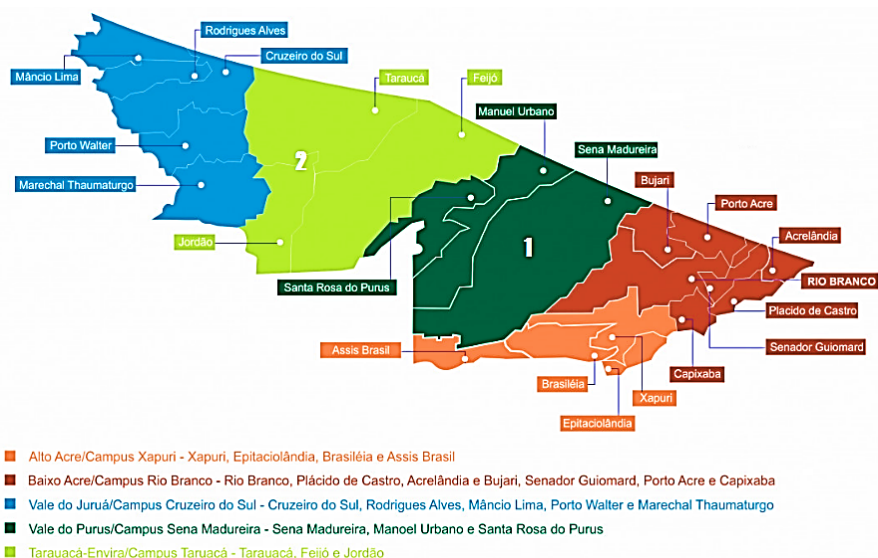 Rodrigues Alves
Cruzeiro do Sul
Mâncio Lima
Taraucá
Feijó
Manuel Urbano
Porto Walter
Sena Madureira
2
Bujari
Marechal Thaumaturgo
Porto Acre
Jordão
Acrelândia
1
Santa Rosa do Purus
RIO BRANCO
Placido de Castro
Assis Brasil
Senador Guiomard
Capixaba
Brasiléia
Xapuri
Epitaciolândia
Alto Acre/Campus Xapuri - Xapuri, Epitaciolândia, Brasiléia e Assis Brasil
Baixo Acre/Campus Rio Branco - Rio Branco, Plácido de Castro, Acrelândia e Bujari, Senador Guiomard, Porto Acre e Capixaba
Vale do Juruá/Campus Cruzeiro do Sul - Cruzeiro do Sul, Rodrigues Alves, Mâncio Lima, Porto Walter e Marechal Thaumaturgo
Vale do Purus/Campus Sena Madureira - Sena Madureira, Manoel Urbano e Santa Rosa do Purus
Tarauacá-Envira/Campus Taruacá - Tarauacá, Feijó e Jordão